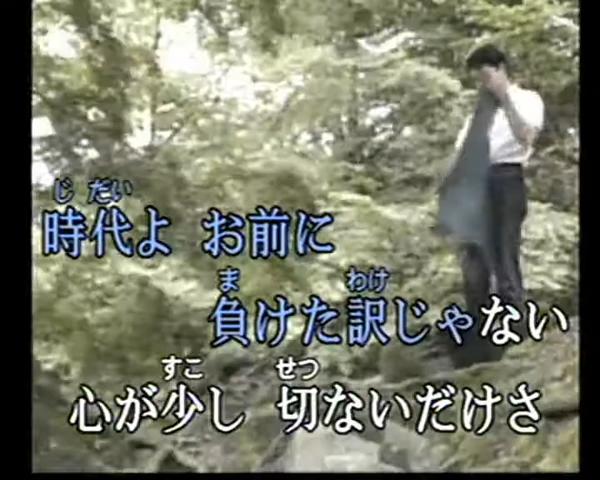 じだい
時代よ お前に
ま わけ
負けた訳じゃない
すこ せつ
心が少し 切ないだけさ